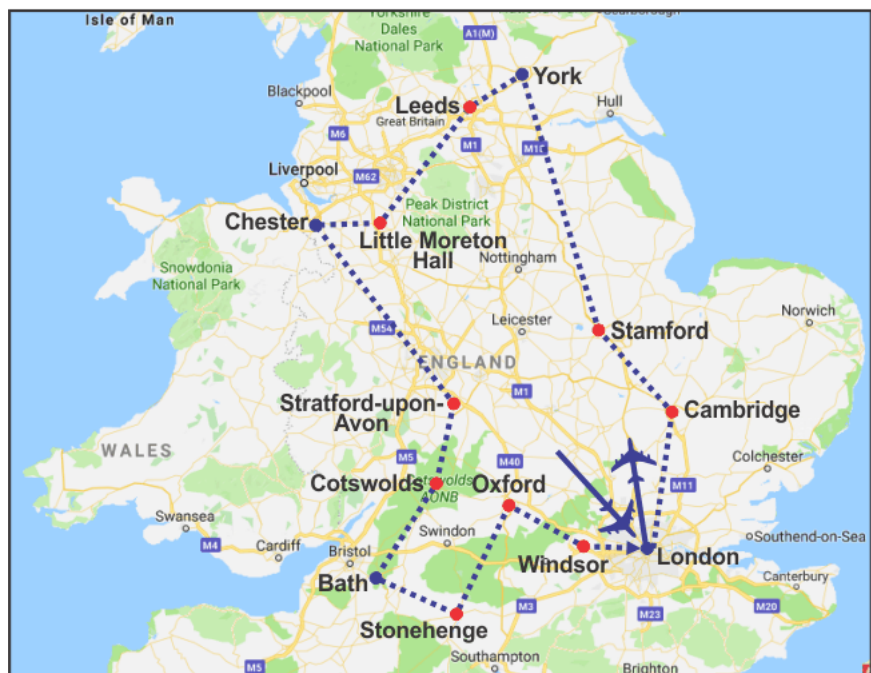 Isle of Man
Yorkshire
Dales
National Park
A1(M)
York
Blackpool
Leeds
Great Britain
Hull
M6
M1
Liverpool
M62
Peak District
National Park
Chester
Little Moreton
Hall
Nottingham
Snowdonia
National Park
Norwich
M54
Leicester
Stamford
ENGLAND
M1
Stratford-upon-
Avon
Cambridge
WALES
M5
M40
Colchester
Cotswolds
AONB
Oxford
M11
Swansea
Swindon
Southend-on-Sea
M4
Cardiff
Bristol
Windsor
London
Bath
Canterbury
M3
M23
M20
Stonehenge
Southampton
M5
Brighton